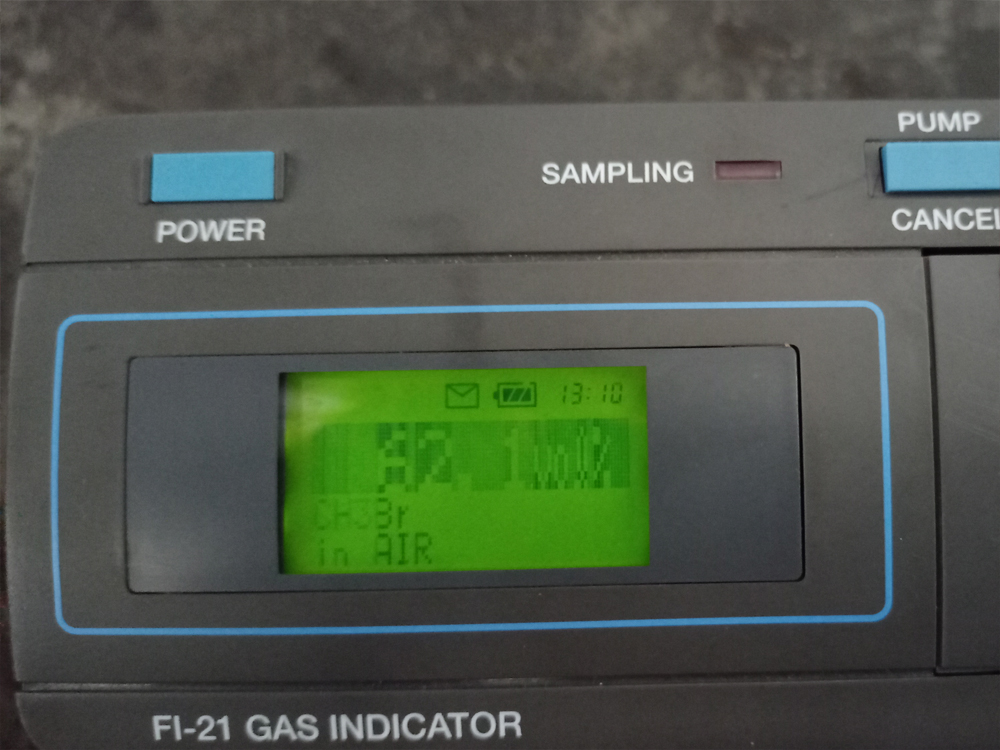 PUMP
SAMPLING
POWER
CANCEL
13:10
CH3Br
in AIR
FI-21 GAS INDICATOR